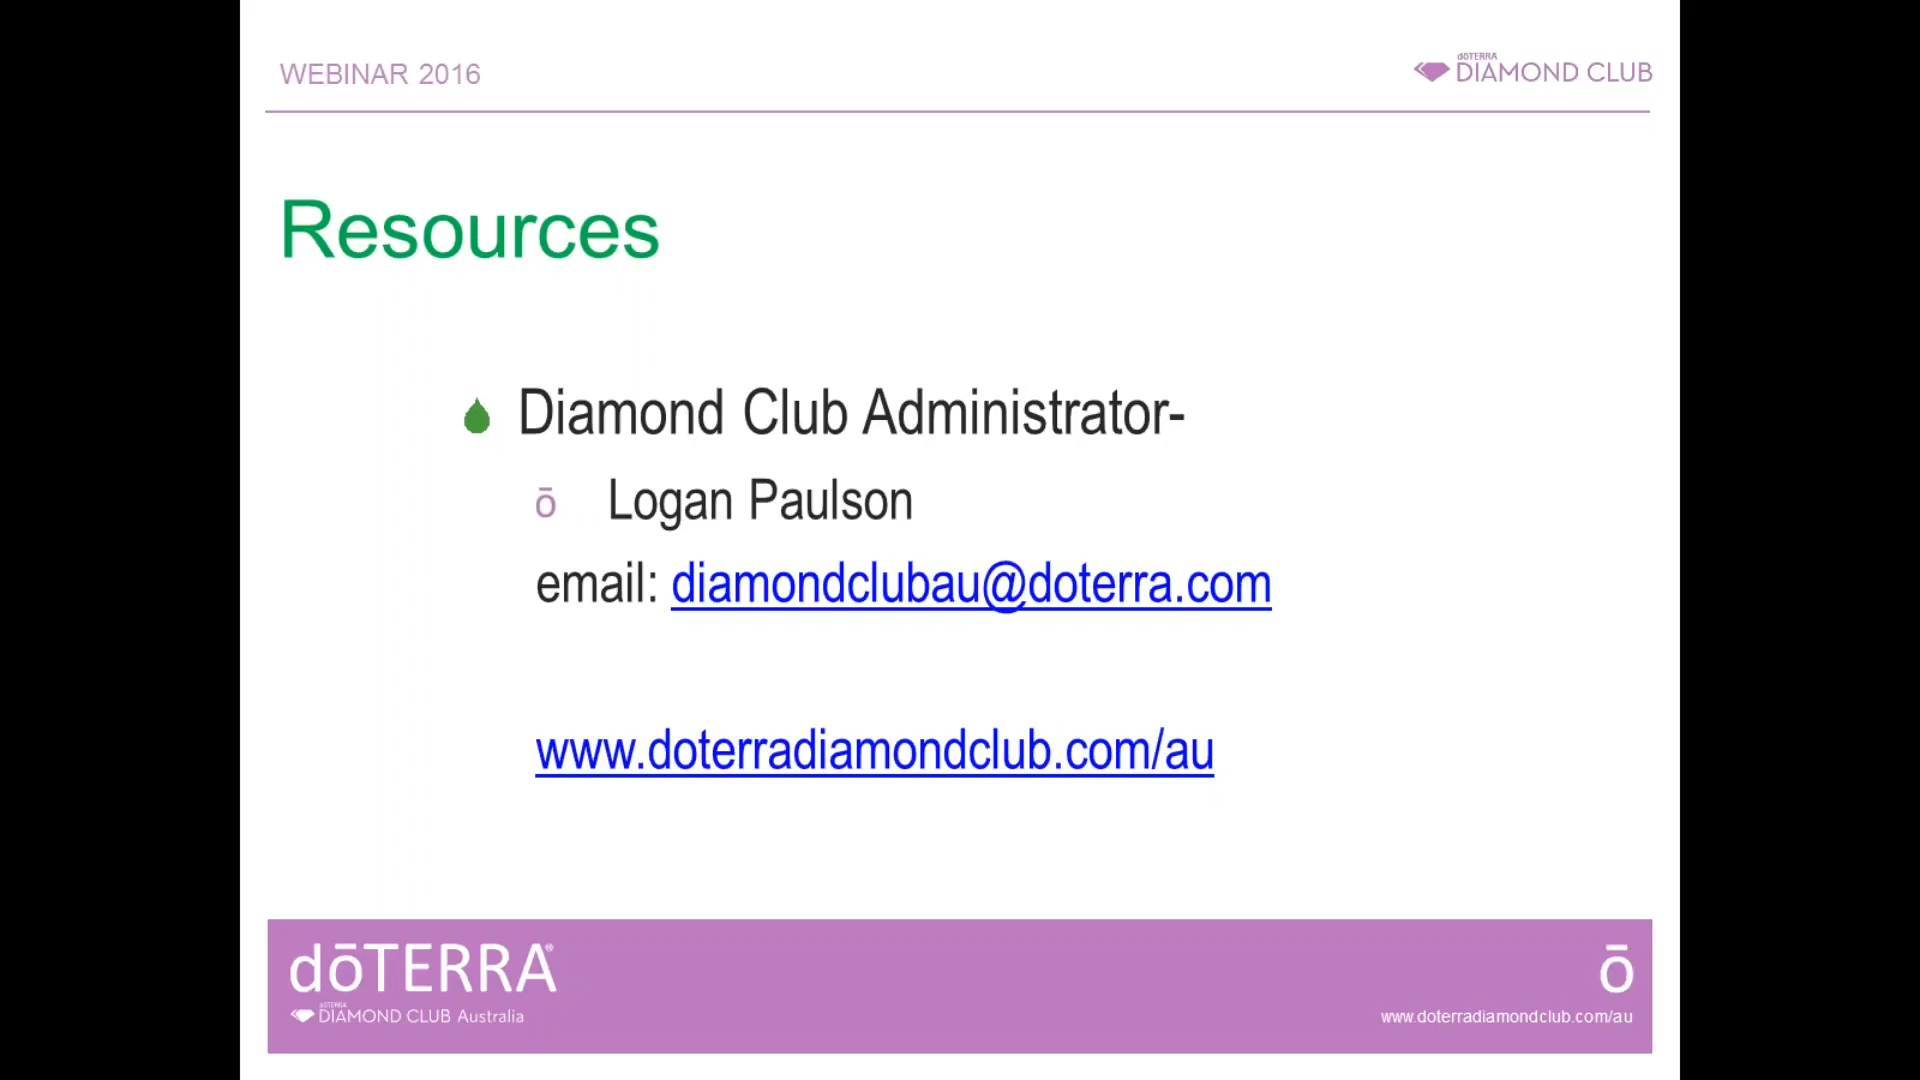 WEBINAR 2016
dōTERRA
DIAMOND CLUB
Resources
Diamond Club Administrator-
ō Logan Paulson
email: diamondclubau@doterra.com
www.doterradiamondclub.com/au
dōTERRA®
ō
dōTERRA
DIAMOND CLUB Australia
www.doterradiamondclub.com/au